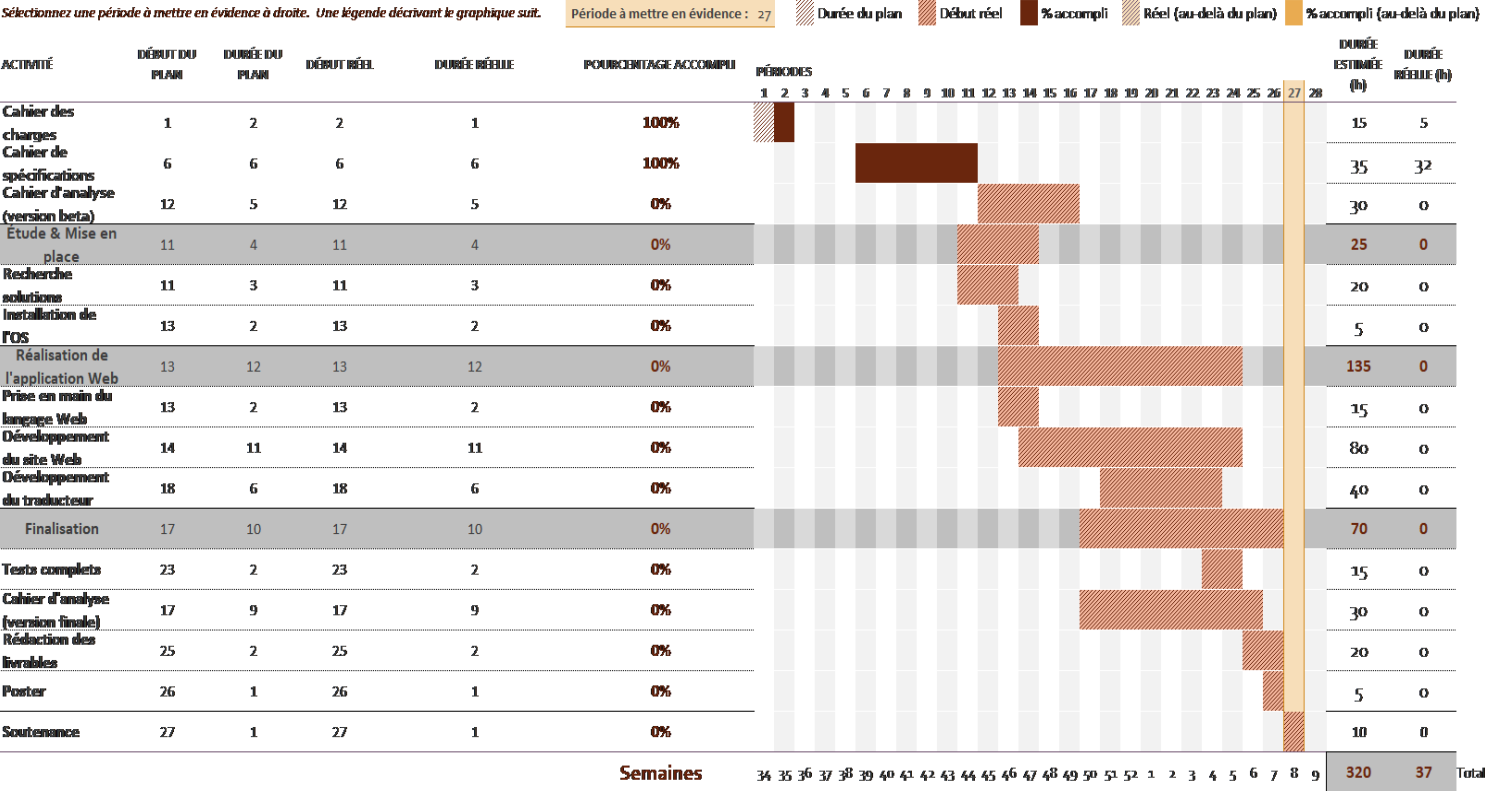 Sélectionnez une période à mettre en évidence à droite. Une légende décrivant le graphique suit. Période à mettre en évidence : 27 Durée du plan Début réel % accompli Réel (au-delà du plan) % accompli (au-delà du plan)
ACTIVITÉ DÉBUT DU PLAN DURÉE DU PLAN DÉBUT RÉEL DURÉE RÉELLE POURCENTAGE ACCOMPLI PÉRIODES DURÉE ESTIMÉE (h) DURÉE RÉELLE (h)
1 2 3 4 5 6 7 8 9 10 11 12 13 14 15 16 17 18 19 20 21 22 23 24 25 26 27 28
Cahier des charges 1 2 2 1 100% 15 5
Cahier de spécifications 6 6 6 6 100% 35 32
Cahier d'analyse (version beta) 12 5 12 5 0% 30 0
Étude & Mise en place 11 4 11 4 0% 25 0
Recherche solutions 11 3 11 3 0% 20 0
Installation de l'OS 13 2 13 2 0% 5 0
Réalisation de l'application Web 13 12 13 12 0% 135 0
Prise en main du langage Web 13 2 13 2 0% 15 0
Développement du site Web 14 11 14 11 0% 80 0
Développement du traducteur 18 6 18 6 0% 40 0
Finalisation 17 10 17 10 0% 70 0
Tests complets 23 2 23 2 0% 15 0
Cahier d'analyse (version finale) 17 9 17 9 0% 30 0
Rédaction des livrables 25 2 25 2 0% 20 0
Poster 26 1 26 1 0% 5 0
Soutenance 27 1 27 1 0% 10 0
Semaines 34 35 36 37 38 39 40 41 42 43 44 45 46 47 48 49 50 51 52 1 2 3 4 5 6 7 8 9 320 37 Total